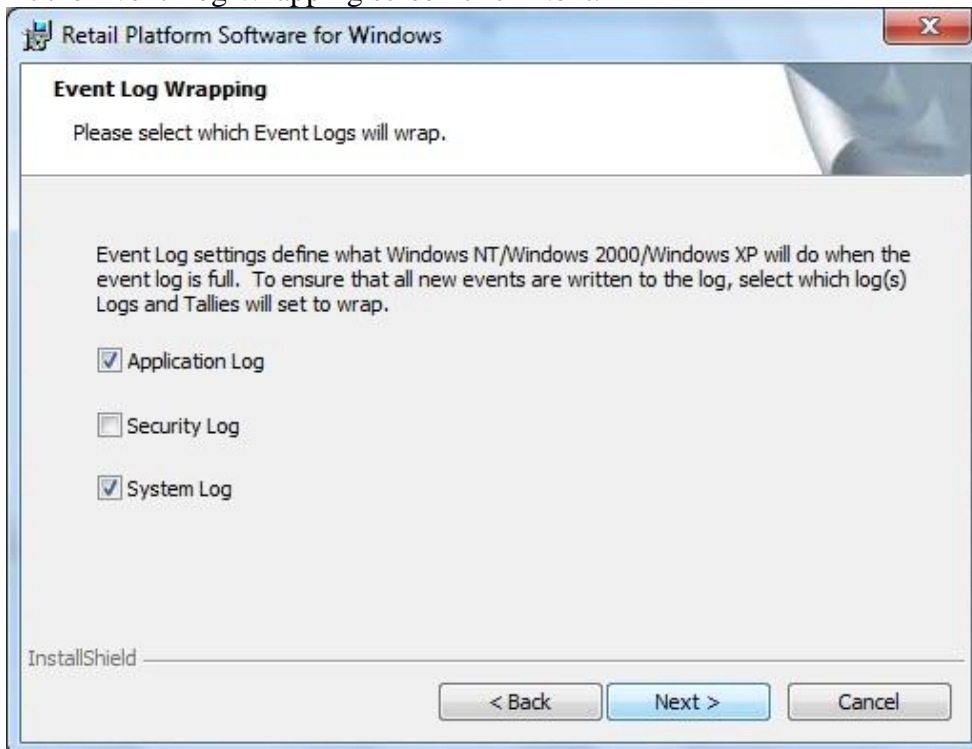 Retail Platform Software for Windows
Event Log Wrapping
Please select which Event Logs will wrap.
Event Log settings define what Windows NT/Windows 2000/Windows XP will do when the
event log is full. To ensure that all new events are written to the log, select which log(s)
Logs and Tallies will set to wrap.
Application Log
Security Log
System Log
InstallShield
< Back Next > Cancel